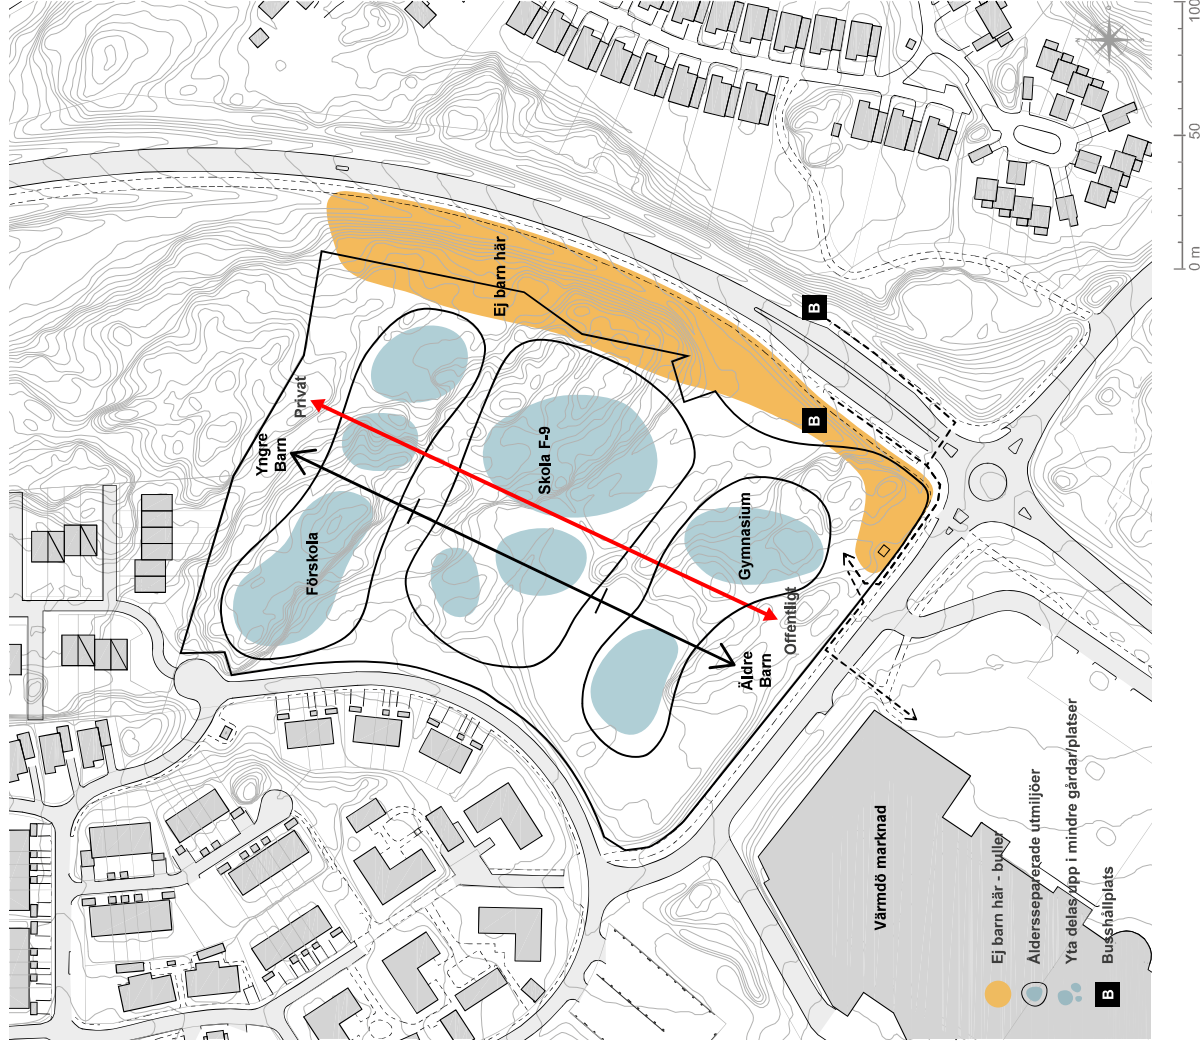 Ej barn här
Privat
Yngre
Barn
Skola F-9
Förskola
Gymnasium
Offentligt
Äldre
Barn
B
B
Värmdö marknad
Ej barn här - buller
Åldersseparerade utmiljöer
Yta delas upp i mindre gårdar/platser
B
Busshållplats
0 m
50
100